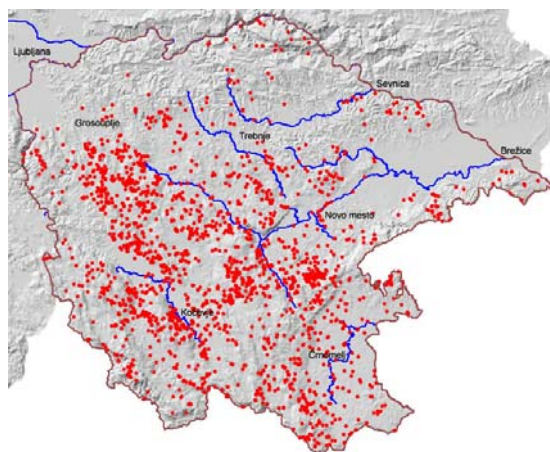 Ljubljana
Sevnica
Grosuplje
Trebnje
Brežice
Novo mesto
Kočevje
Črnomelj